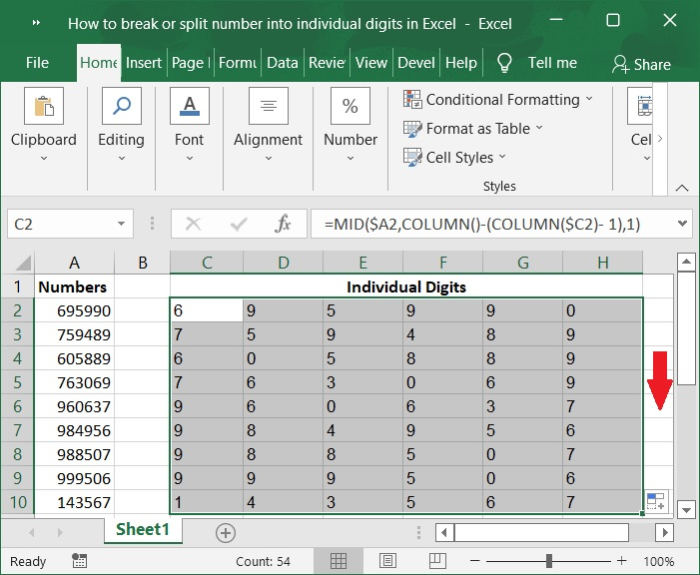 How to break or split number into individual digits in Excel - Excel
File Home Insert Page Formu Data Review View Devel Help Tell me Share
Clipboard Editing Font Alignment Number
%
Conditional Formatting
Format as Table
Cell Styles
Cel
Styles
C2 fx =MID($A2,COLUMN()-(COLUMN($C2)- 1),1)
A B C D E F G H
1 Numbers Individual Digits
2 695990 6 9 5 9 9 0
3 759489 7 5 9 4 8 9
4 605889 6 0 5 8 8 9
5 763069 7 6 3 0 6 9
6 960637 9 6 0 6 3 7
7 984956 9 8 4 9 5 6
8 988507 9 8 8 5 0 7
9 999506 9 9 9 5 0 6
10 143567 1 4 3 5 6 7
Sheet1
Ready Count: 54 100%